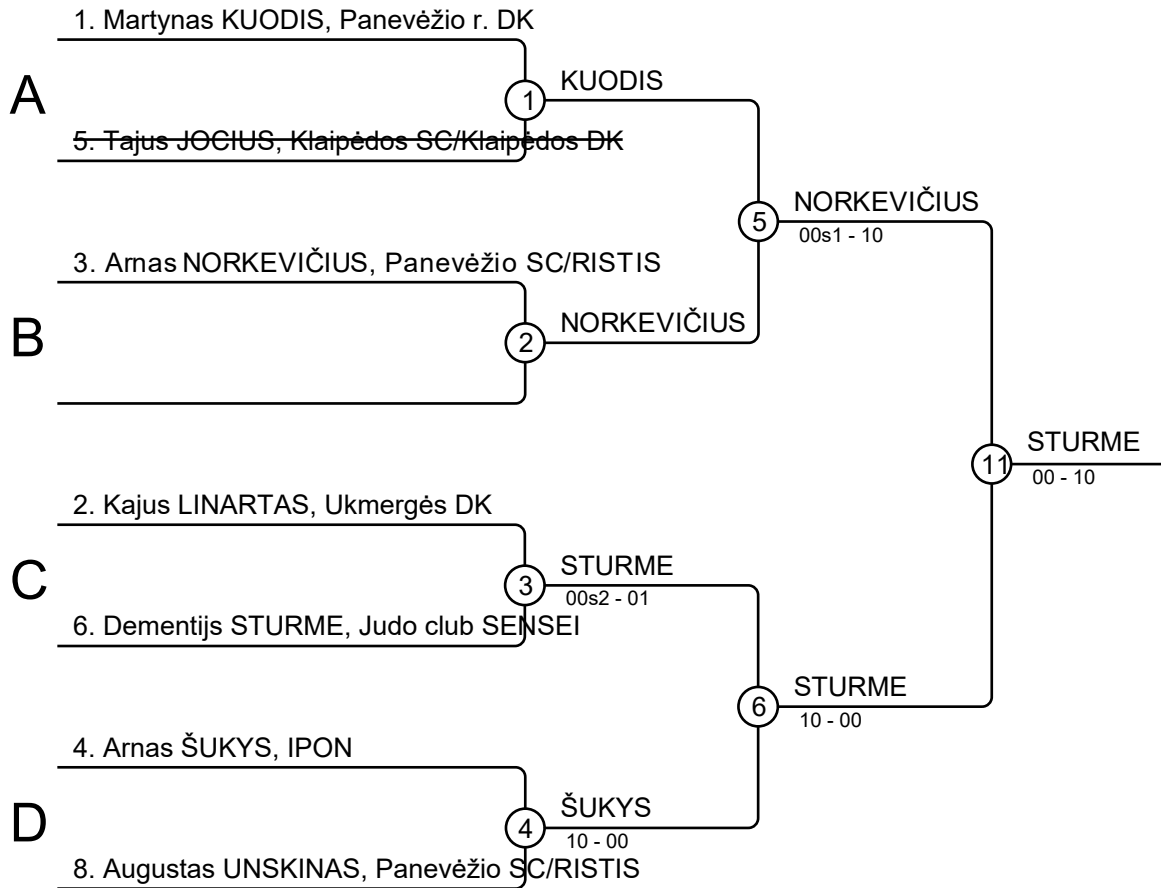 1. Martynas KUODIS, Panevėžio r. DK
A
1
KUODIS
5. Tajus JOCIUS, Klaipėdos SC/Klaipėdos DK
5
NORKEVIČIUS
00s1 - 10
3. Arnas NORKEVIČIUS, Panevėžio SC/RISTIS
B
2
NORKEVIČIUS
11
STURME
00 - 10
2. Kajus LINARTAS, Ukmergės DK
C
3
STURME
00s2 - 01
6. Dementijs STURME, Judo club SENSEI
6
STURME
10 - 00
4. Arnas ŠUKYS, IPON
D
4
ŠUKYS
10 - 00
8. Augustas UNSKINAS, Panevėžio SC/RISTIS